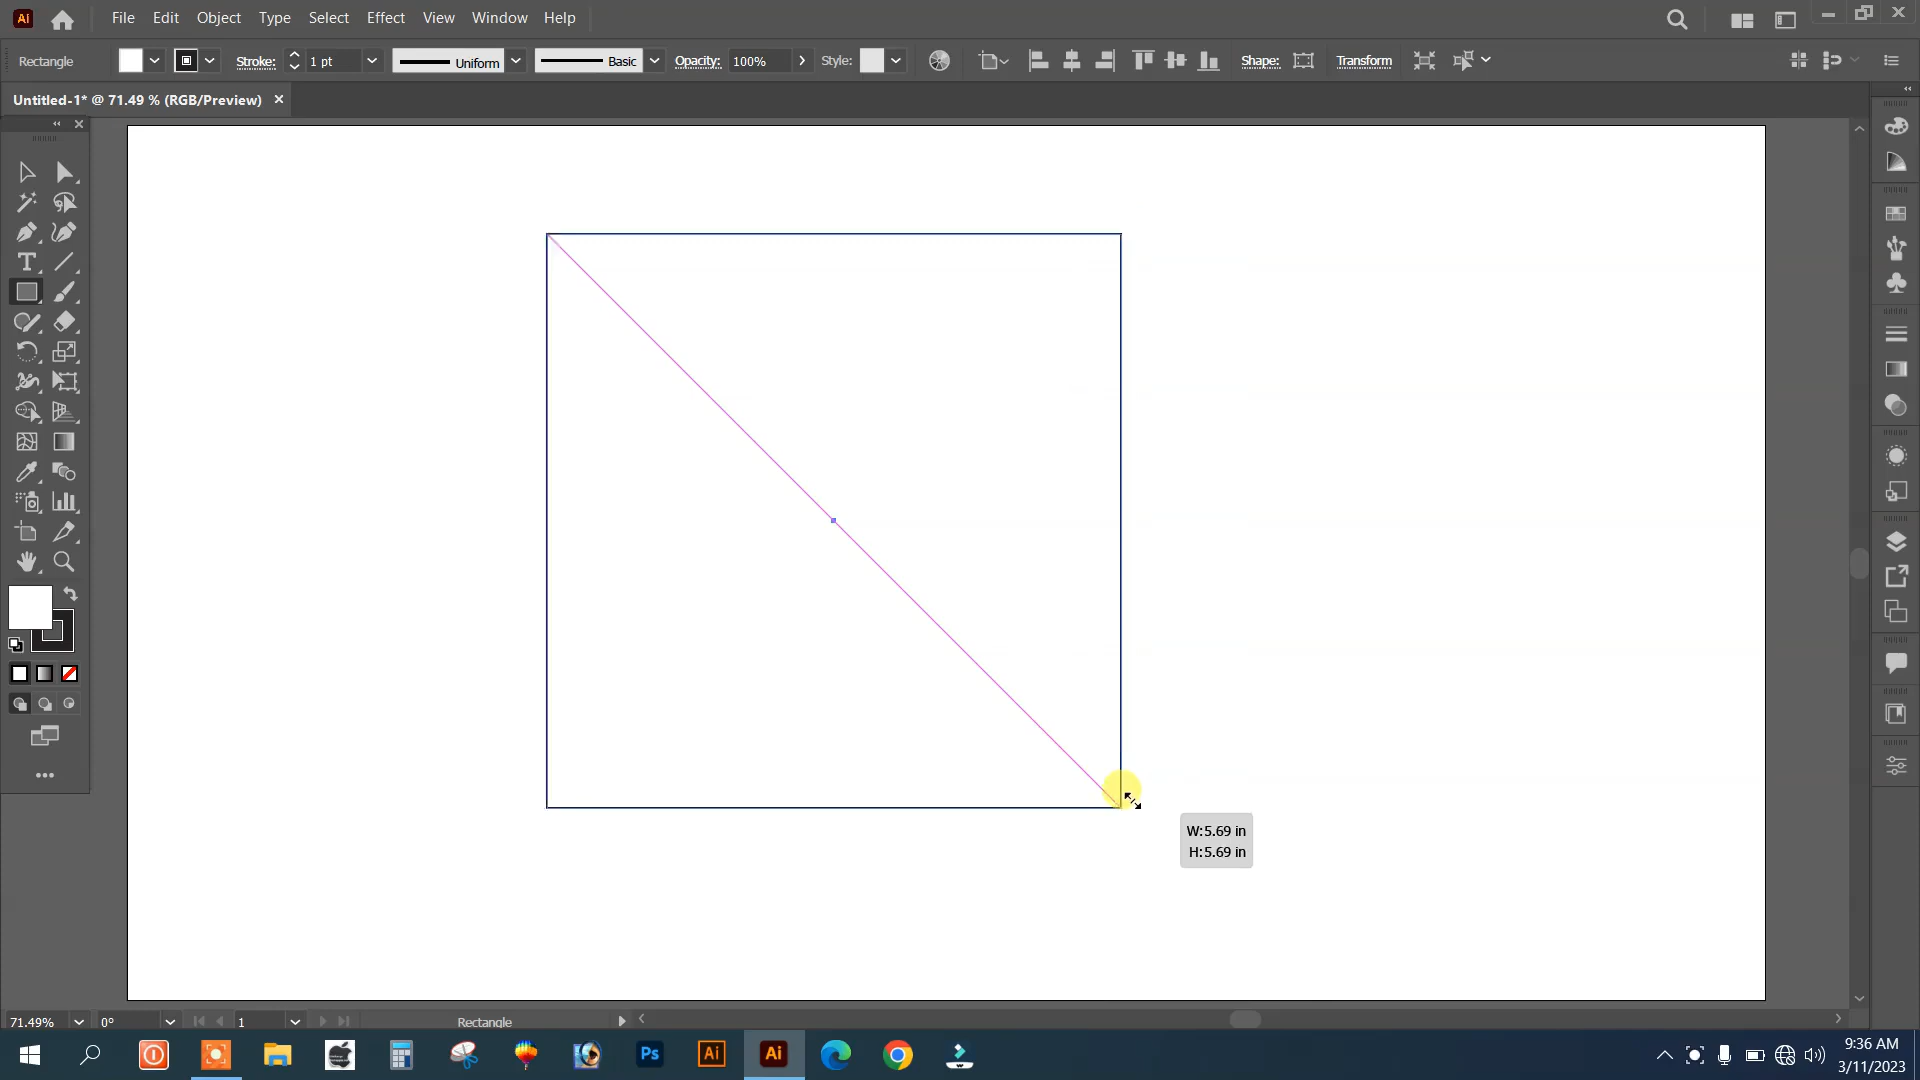 Ai File Edit Object Type Select Effect View Window Help
Rectangle Stroke: 1 pt Uniform Basic Opacity: 100% Style: Shape: Transform
Untitled-1* @ 71.49 % (RGB/Preview)
W:5.69 in
H:5.69 in
71.49% 0° 1 Rectangle
Ps Ai Ai
9:36 AM
3/11/2023